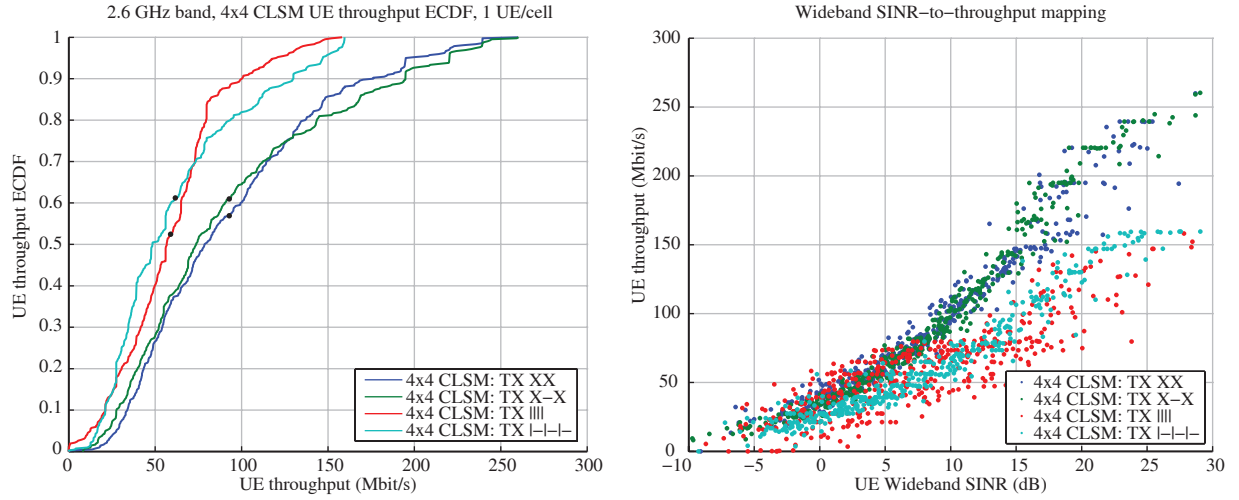 2.6 GHz band, 4x4 CLSM UE throughput ECDF, 1 UE/cell
1
0.9
0.8
0.7
0.6
0.5
0.4
0.3
0.2
0.1
0
UE throughput ECDF
0 50 100 150 200 250 300
UE throughput (Mbit/s)
4x4 CLSM: TX XX
4x4 CLSM: TX X−X
4x4 CLSM: TX ||||
4x4 CLSM: TX |−|−|−
Wideband SINR−to−throughput mapping
300
250
200
150
100
50
0
UE throughput (Mbit/s)
−10 −5 0 5 10 15 20 25 30
UE Wideband SINR (dB)
4x4 CLSM: TX XX
4x4 CLSM: TX X−X
4x4 CLSM: TX ||||
4x4 CLSM: TX |−|−|−